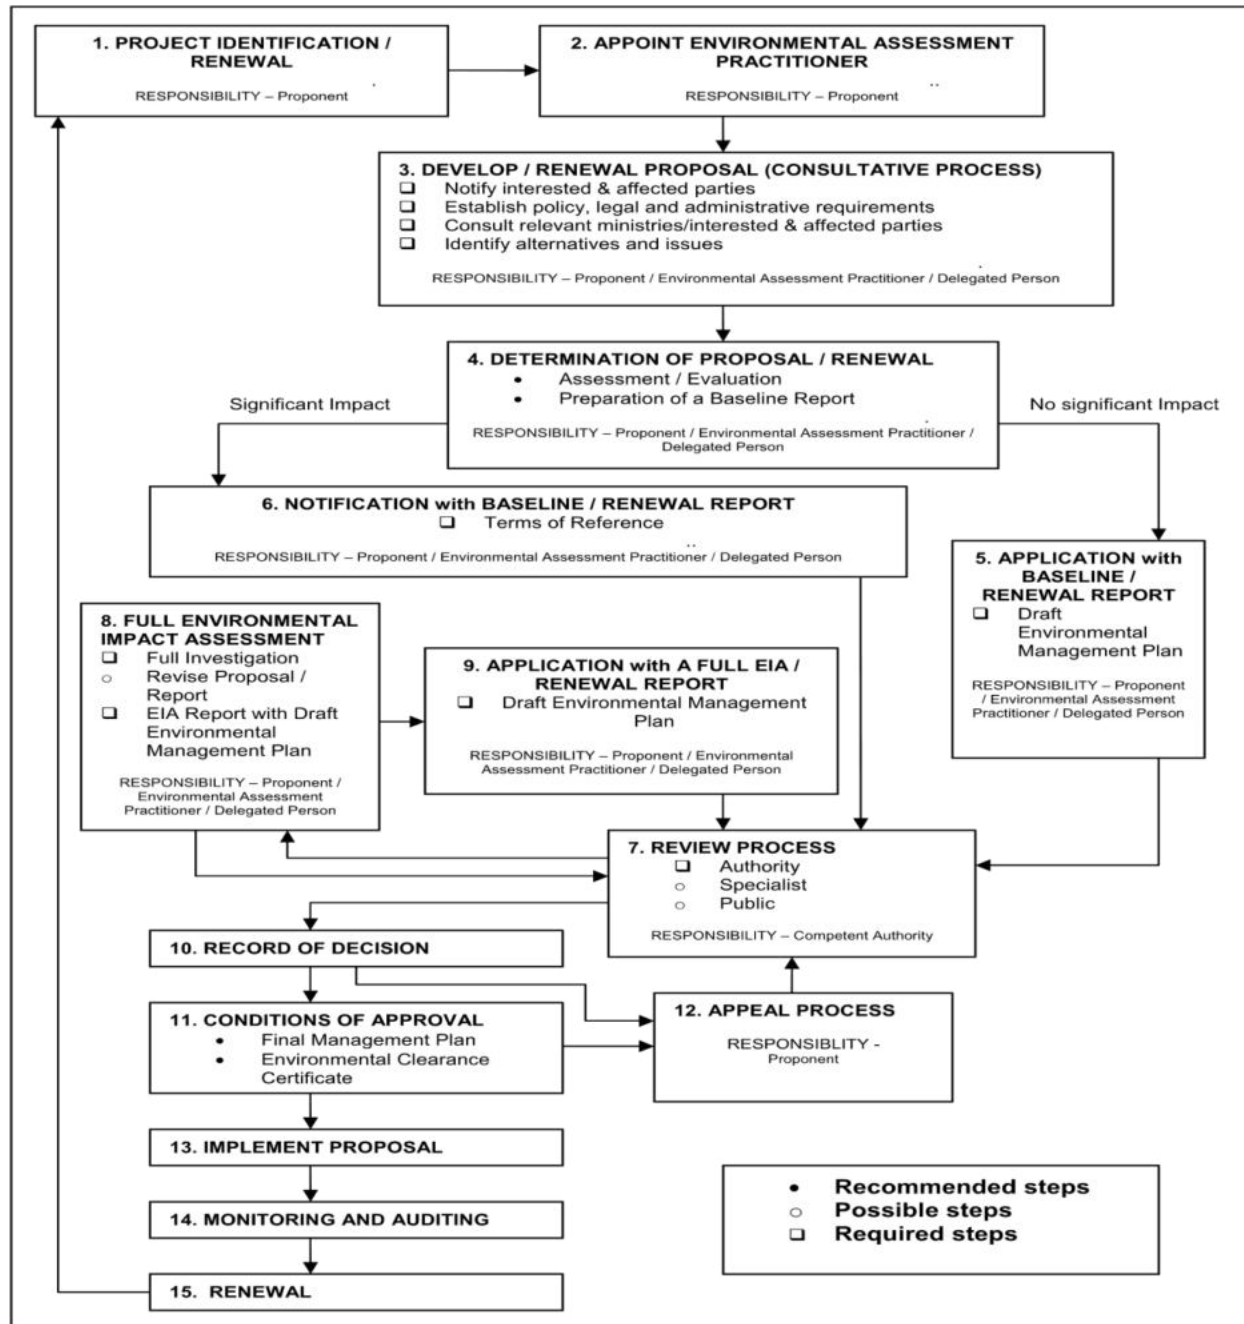 1. PROJECT IDENTIFICATION /
RENEWAL
RESPONSIBILITY – Proponent
2. APPOINT ENVIRONMENTAL ASSESSMENT
PRACTITIONER
RESPONSIBILITY – Proponent
3. DEVELOP / RENEWAL PROPOSAL (CONSULTATIVE PROCESS)
❑ Notify interested & affected parties
❑ Establish policy, legal and administrative requirements
❑ Consult relevant ministries/interested & affected parties
❑ Identify alternatives and issues
RESPONSIBILITY – Proponent / Environmental Assessment Practitioner / Delegated Person
4. DETERMINATION OF PROPOSAL / RENEWAL
• Assessment / Evaluation
• Preparation of a Baseline Report
RESPONSIBILITY – Proponent / Environmental Assessment Practitioner /
Delegated Person
Significant Impact
No significant Impact
6. NOTIFICATION with BASELINE / RENEWAL REPORT
❑ Terms of Reference
RESPONSIBILITY – Proponent / Environmental Assessment Practitioner / Delegated Person
5. APPLICATION with
BASELINE /
RENEWAL REPORT
❑ Draft
Environmental
Management Plan
RESPONSIBILITY – Proponent
/ Environmental Assessment
Practitioner / Delegated Person
8. FULL ENVIRONMENTAL
IMPACT ASSESSMENT
❑ Full Investigation
○ Revise Proposal /
Report
❑ EIA Report with Draft
Environmental
Management Plan
RESPONSIBILITY – Proponent /
Environmental Assessment
Practitioner / Delegated Person
9. APPLICATION with A FULL EIA /
RENEWAL REPORT
❑ Draft Environmental Management
Plan
RESPONSIBILITY – Proponent / Environmental
Assessment Practitioner / Delegated Person
7. REVIEW PROCESS
❑ Authority
○ Specialist
○ Public
RESPONSIBILITY – Competent Authority
10. RECORD OF DECISION
11. CONDITIONS OF APPROVAL
• Final Management Plan
• Environmental Clearance
Certificate
12. APPEAL PROCESS
RESPONSIBLITY -
Proponent
13. IMPLEMENT PROPOSAL
14. MONITORING AND AUDITING
15. RENEWAL
• Recommended steps
○ Possible steps
❑ Required steps